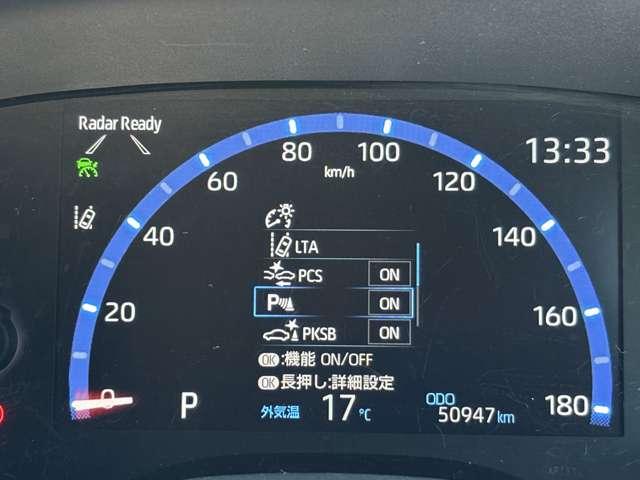 Radar Ready
13:33
80 100
km/h
60 120
40 140
20 160
0 180
LTA
PCS ON
P ON
PKSB ON
OK:機能 ON/OFF
OK長押し:詳細設定
P
外気温 17℃
ODO
50947km